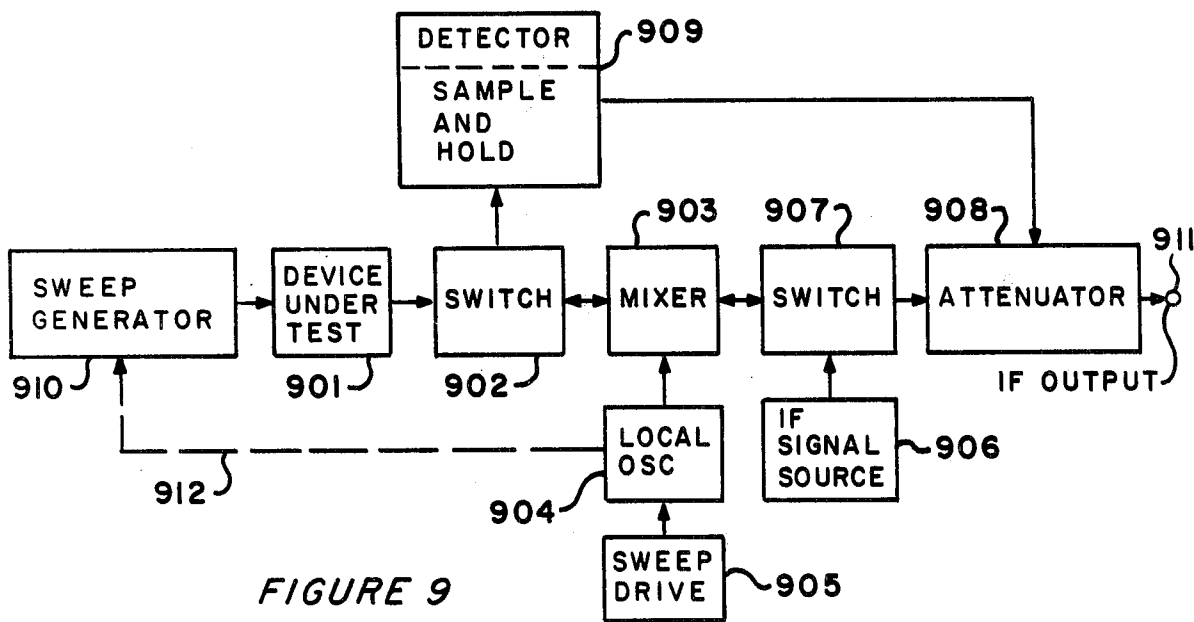 DETECTOR
909
SAMPLE
AND
HOLD
903
907
908
911
SWEEP
GENERATOR
DEVICE
UNDER
TEST
SWITCH
MIXER
SWITCH
ATTENUATOR
910
901
902
IF OUTPUT
LOCAL
OSC
IF
SIGNAL
SOURCE
906
912
904
SWEEP
DRIVE
905
FIGURE 9